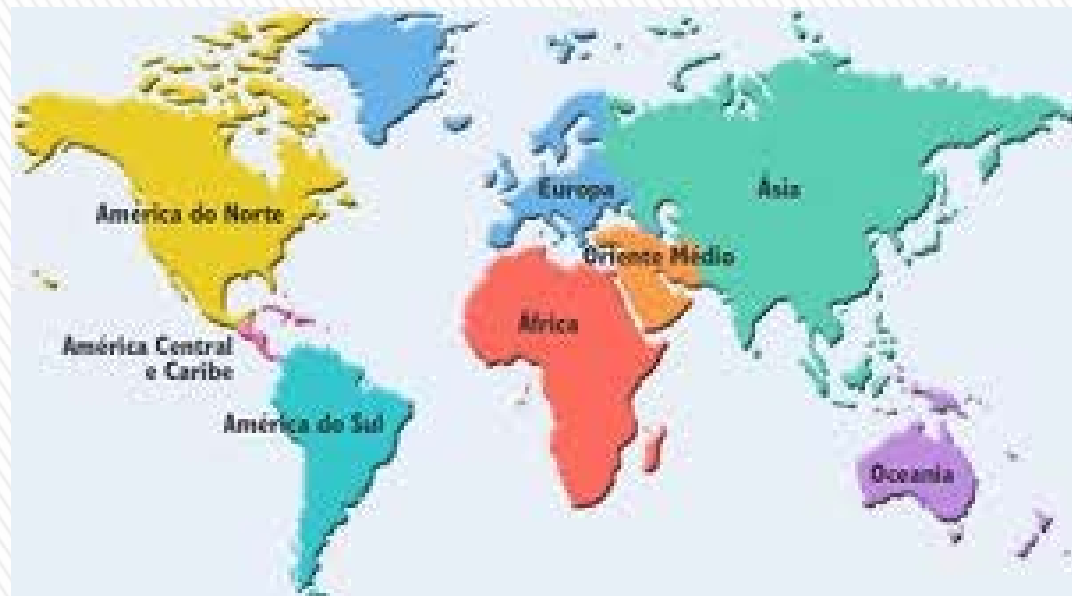 América do Norte
Europa
Ásia
Oriente Médio
África
América Central
e Caribe
América do Sul
Oceania